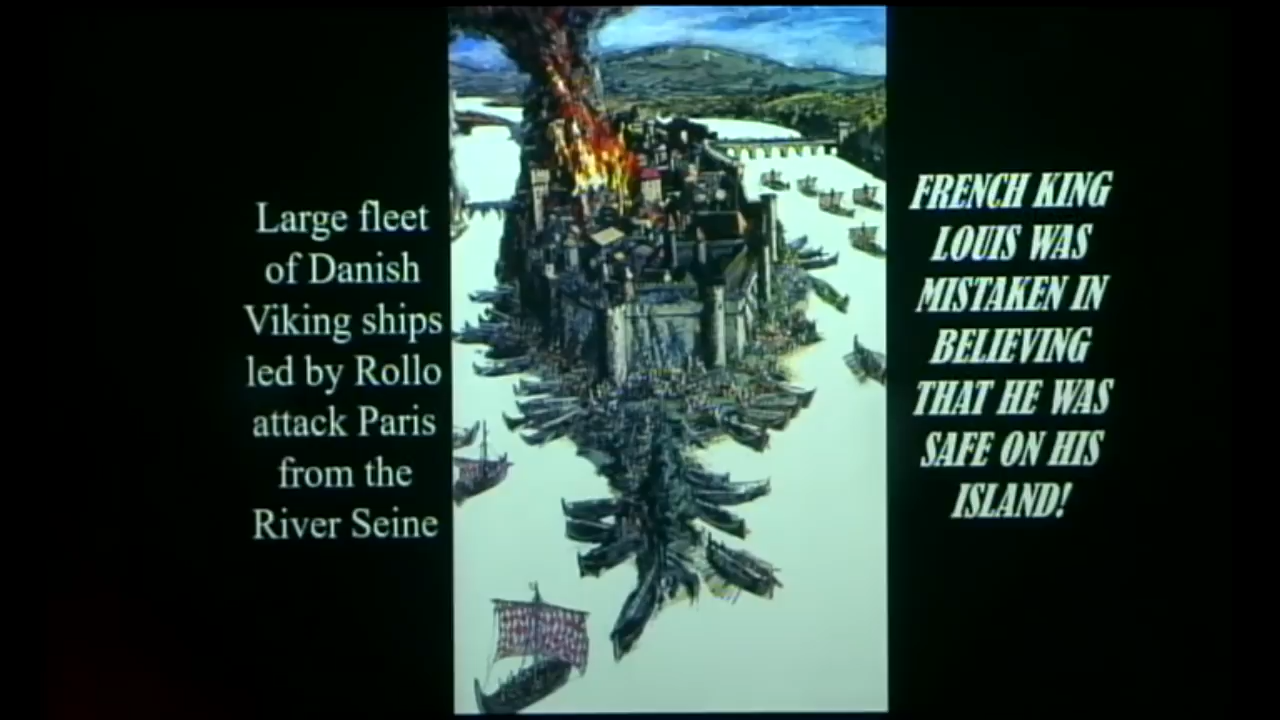 Large fleet
of Danish
Viking ships
led by Rollo
attack Paris
from the
River Seine
FRENCH KING
LOUIS WAS
MISTAKEN IN
BELIEVING
THAT HE WAS
SAFE ON HIS
ISLAND!